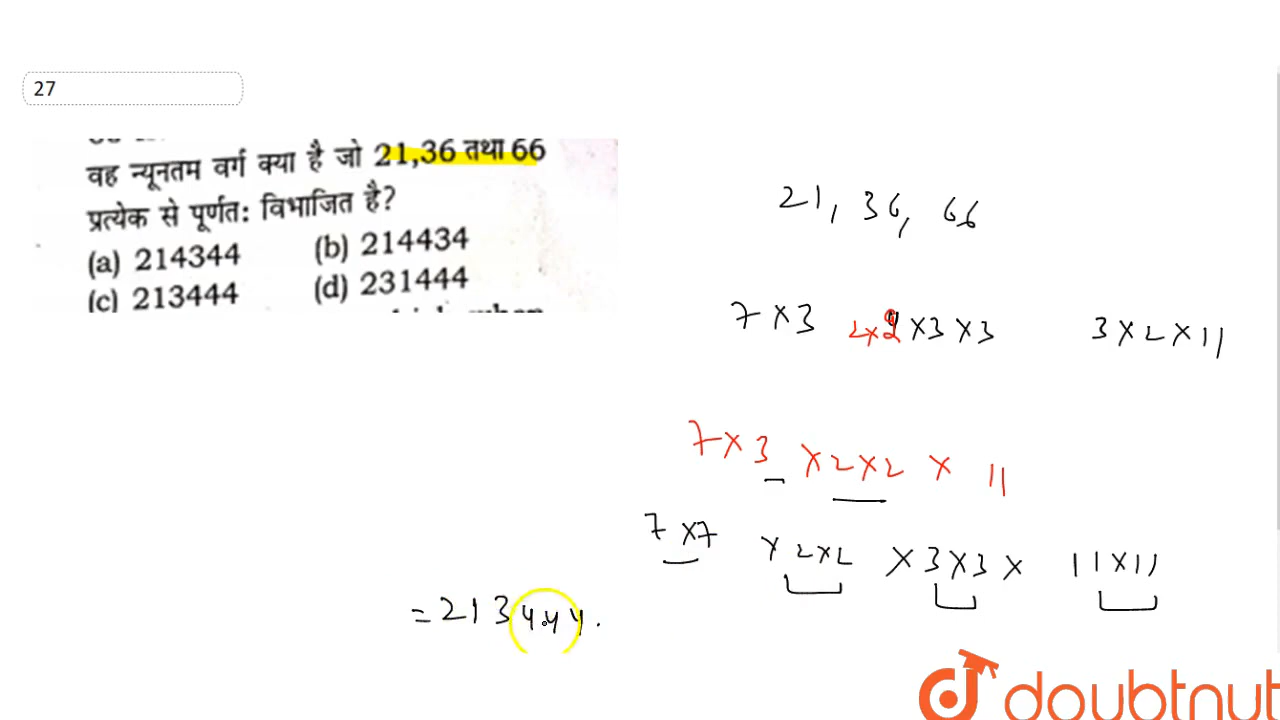 27
वह न्यूनतम वर्ग क्या है जो 21,36 तथा 66
प्रत्येक से पूर्णत: विभाजित है?
(a) 214344 (b) 214434
(c) 213444 (d) 231444
21, 36, 66
7×3 2×2×3×3 3×2×11
7×3×2×2×11
7×7×2×2×3×3×11×11
=213444.
doubtnut